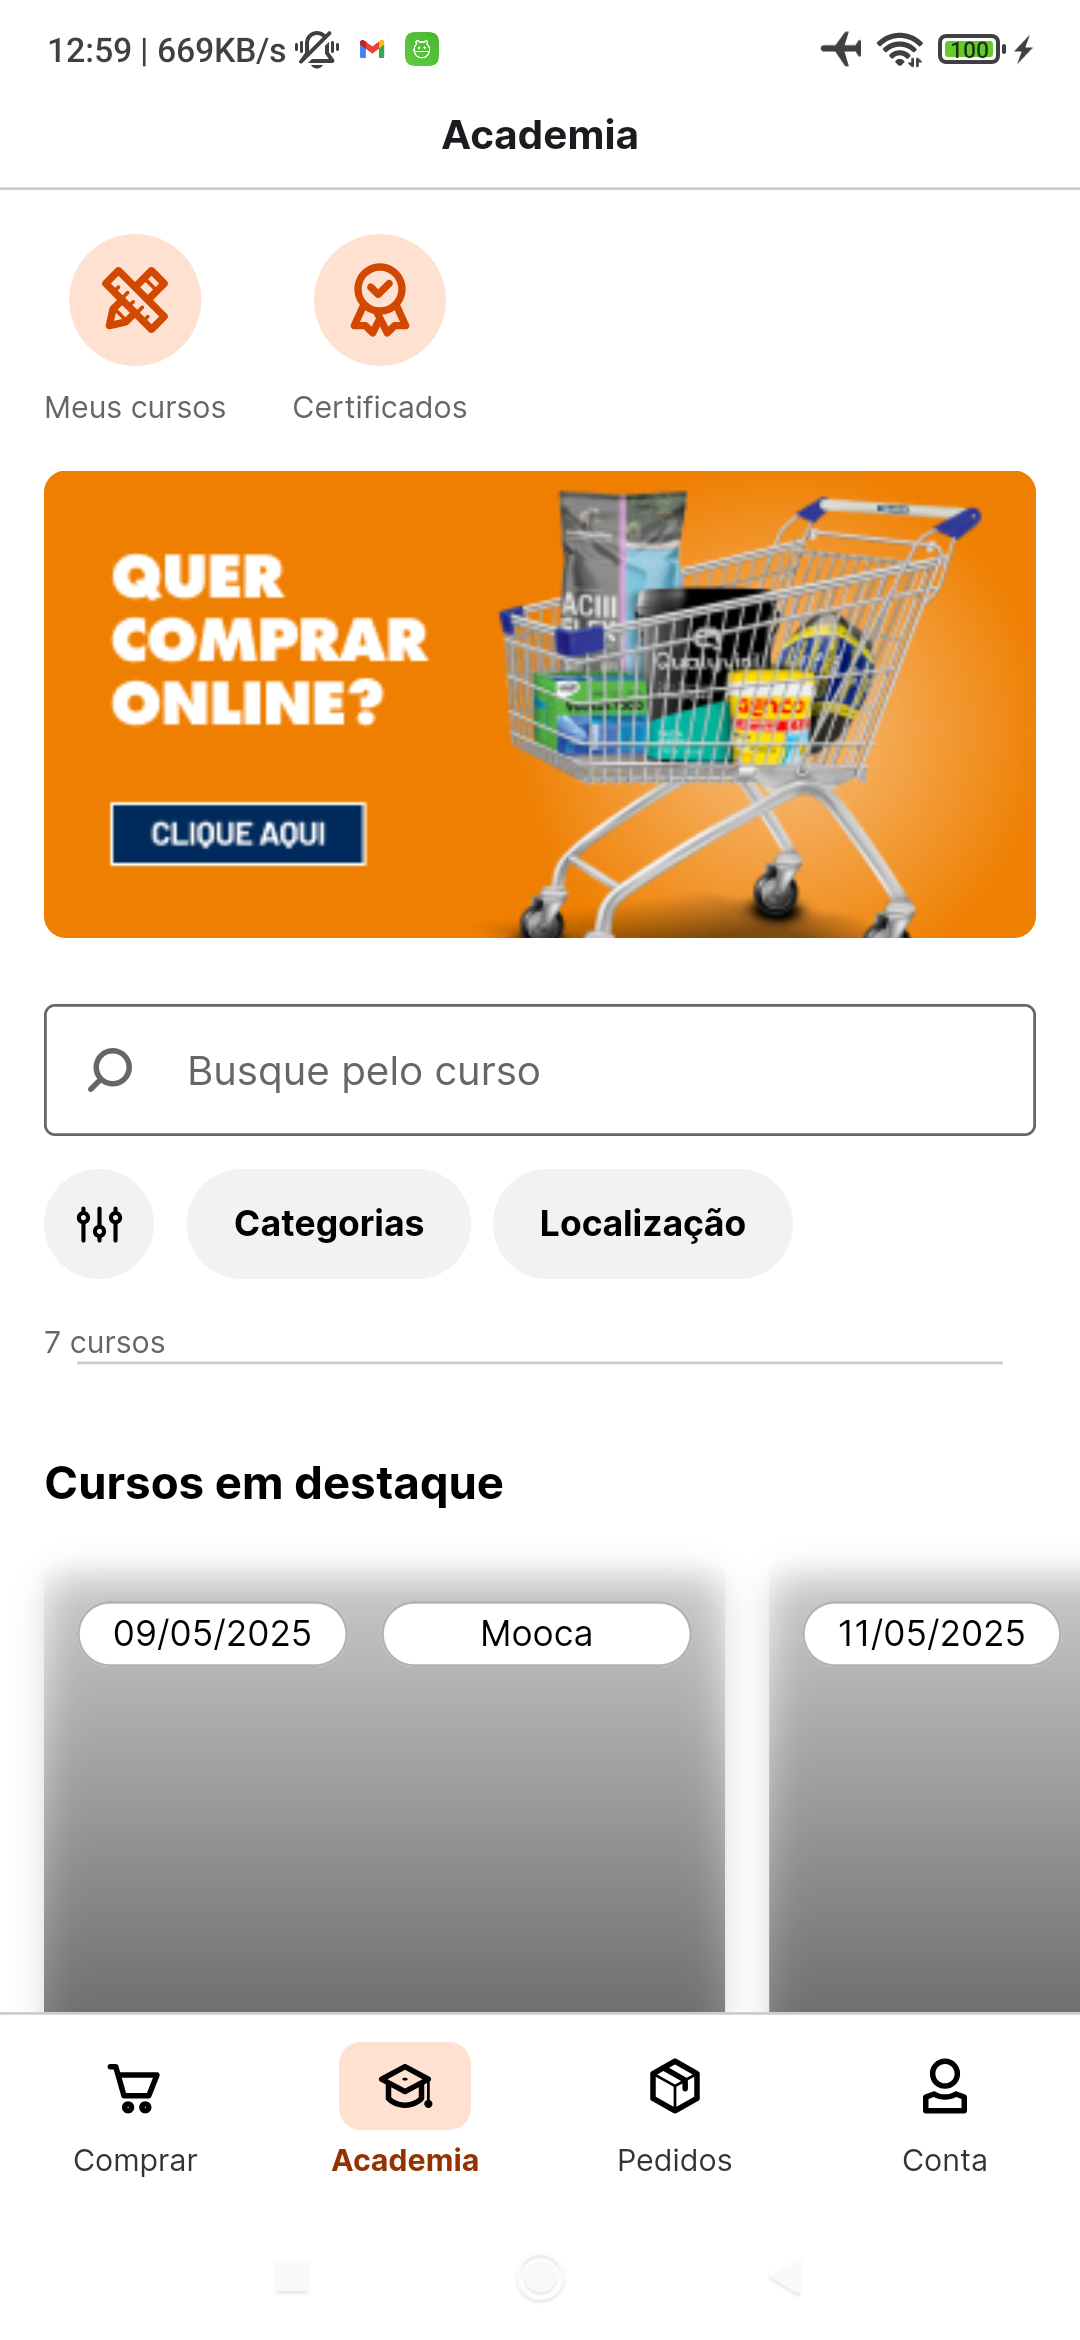 12:59 | 669KB/s
100
Academia
Meus cursos
Certificados
QUER
COMPRAR
ONLINE?
CLIQUE AQUI
Busque pelo curso
Categorias
Localização
7 cursos
Cursos em destaque
09/05/2025
Mooca
11/05/2025
Comprar
Academia
Pedidos
Conta